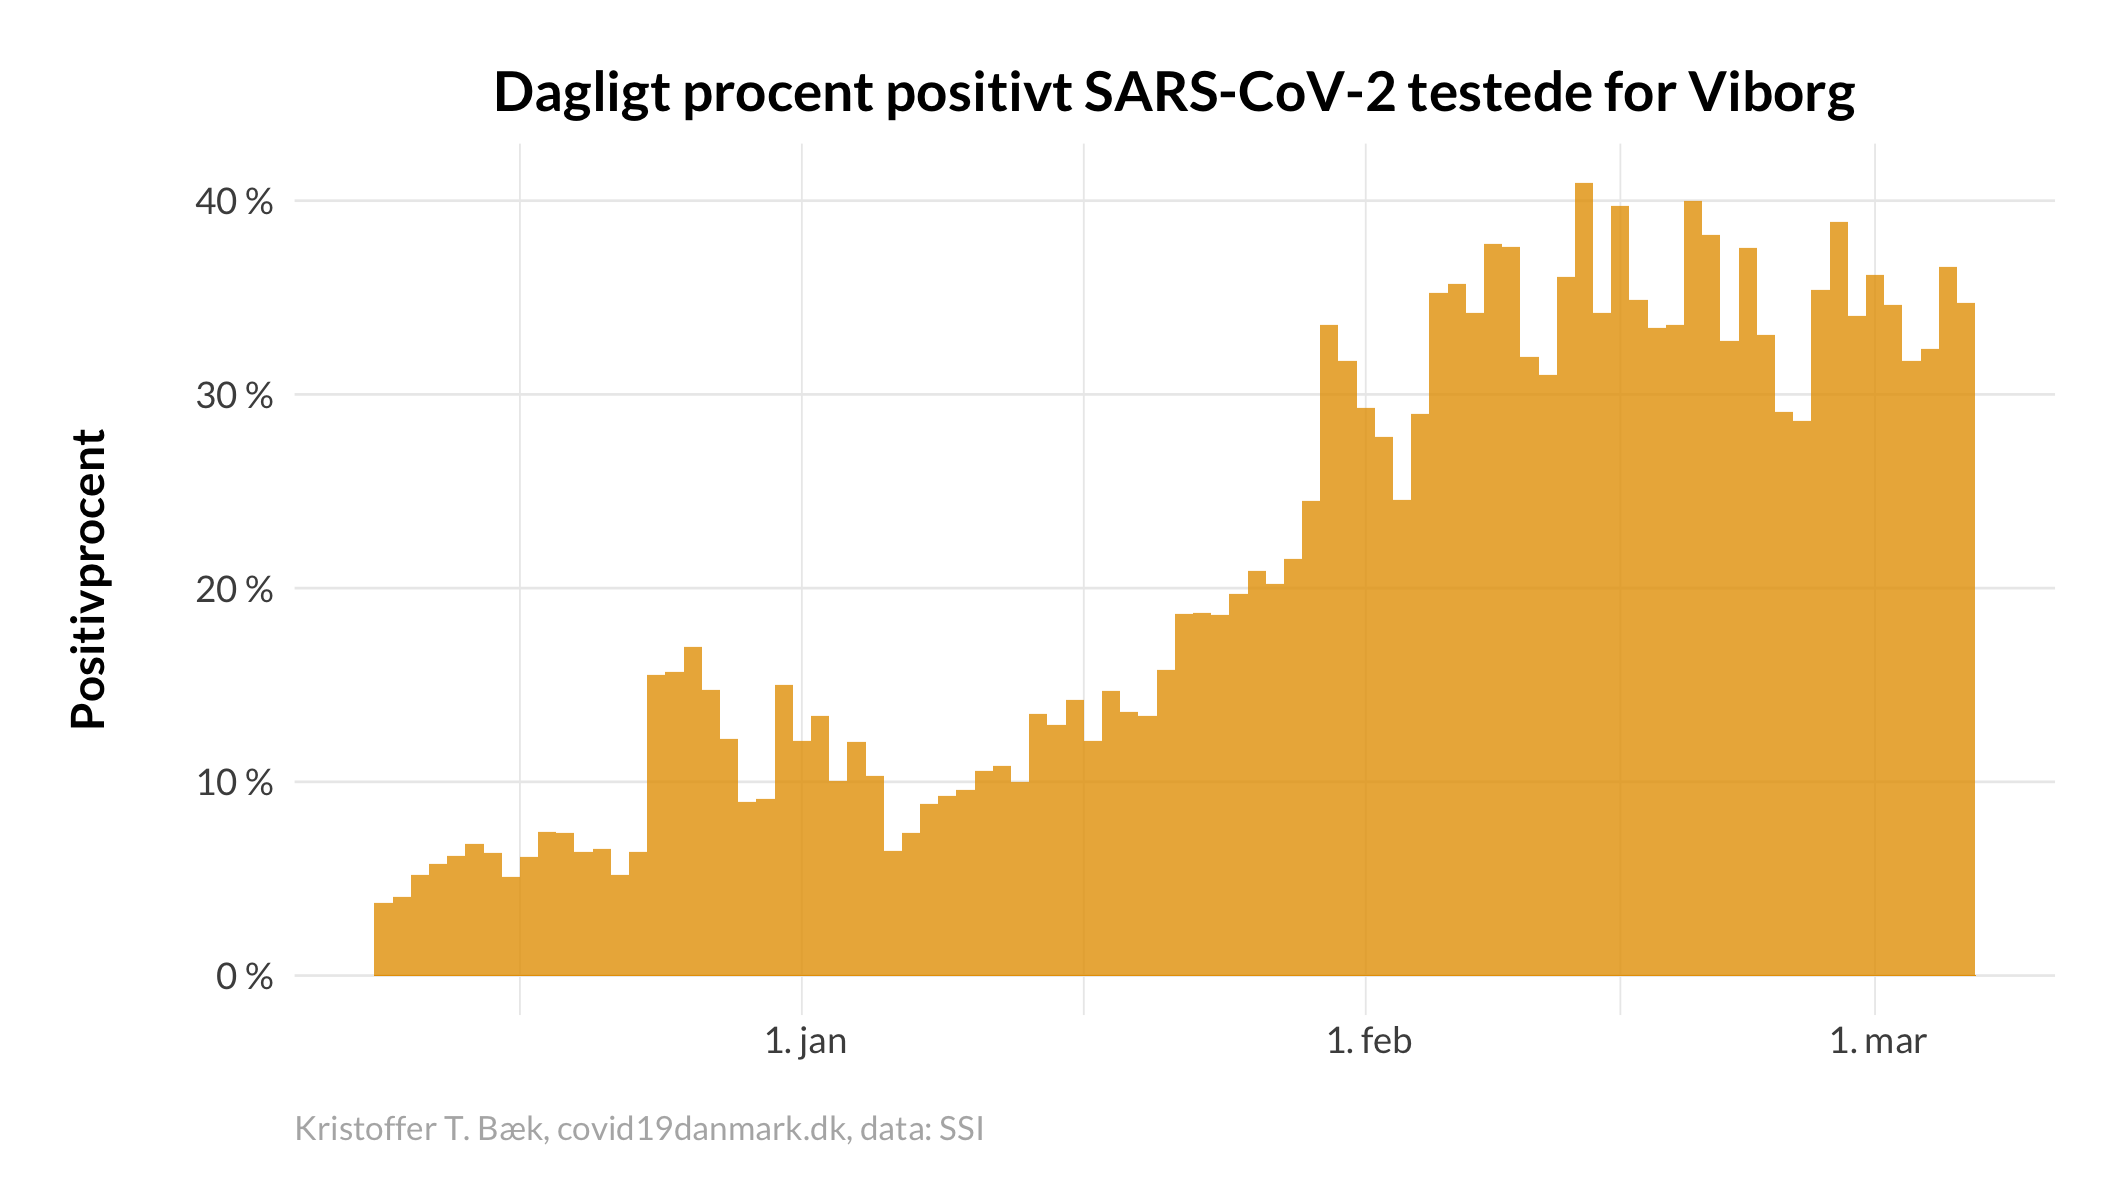 Dagligt procent positivt SARS-CoV-2 testede for Viborg
Positivprocent
40 %
30 %
20 %
10 %
0 %
1. jan
1. feb
1. mar
Kristoffer T. Bæk, covid19danmark.dk, data: SSI